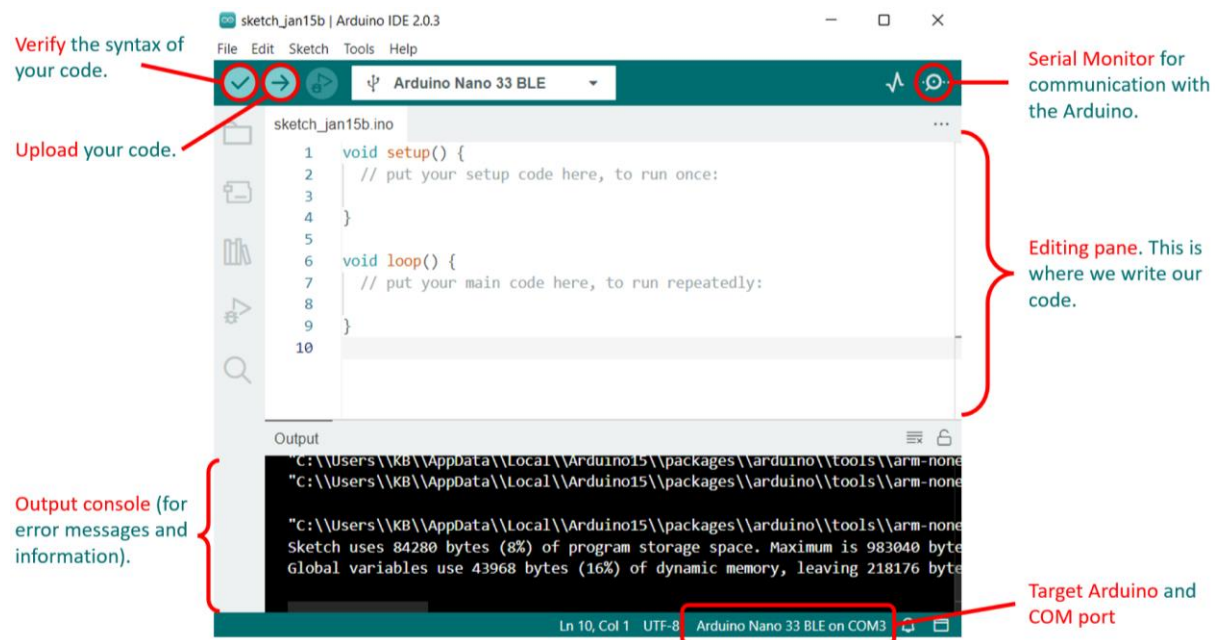 sketch_jan15b | Arduino IDE 2.0.3
File Edit Sketch Tools Help
Verify the syntax of
your code.
Arduino Nano 33 BLE
Serial Monitor for
communication with
the Arduino.
Upload your code.
sketch_jan15b.ino
1 void setup() {
2 // put your setup code here, to run once:
3
4 }
5
6 void loop() {
7 // put your main code here, to run repeatedly:
8
9 }
10
Editing pane. This is
where we write our
code.
Output
"C:\\Users\\KB\\AppData\\Local\\Arduino15\\packages\\arduino\\tools\\arm-none
"C:\\Users\\KB\\AppData\\Local\\Arduino15\\packages\\arduino\\tools\\arm-none
"C:\\Users\\KB\\AppData\\Local\\Arduino15\\packages\\arduino\\tools\\arm-none
Sketch uses 84280 bytes (8%) of program storage space. Maximum is 983040 byte
Global variables use 43968 bytes (16%) of dynamic memory, leaving 218176 byte
Output console (for
error messages and
information).
Ln 10, Col 1 UTF-8 Arduino Nano 33 BLE on COM3
Target Arduino and
COM port